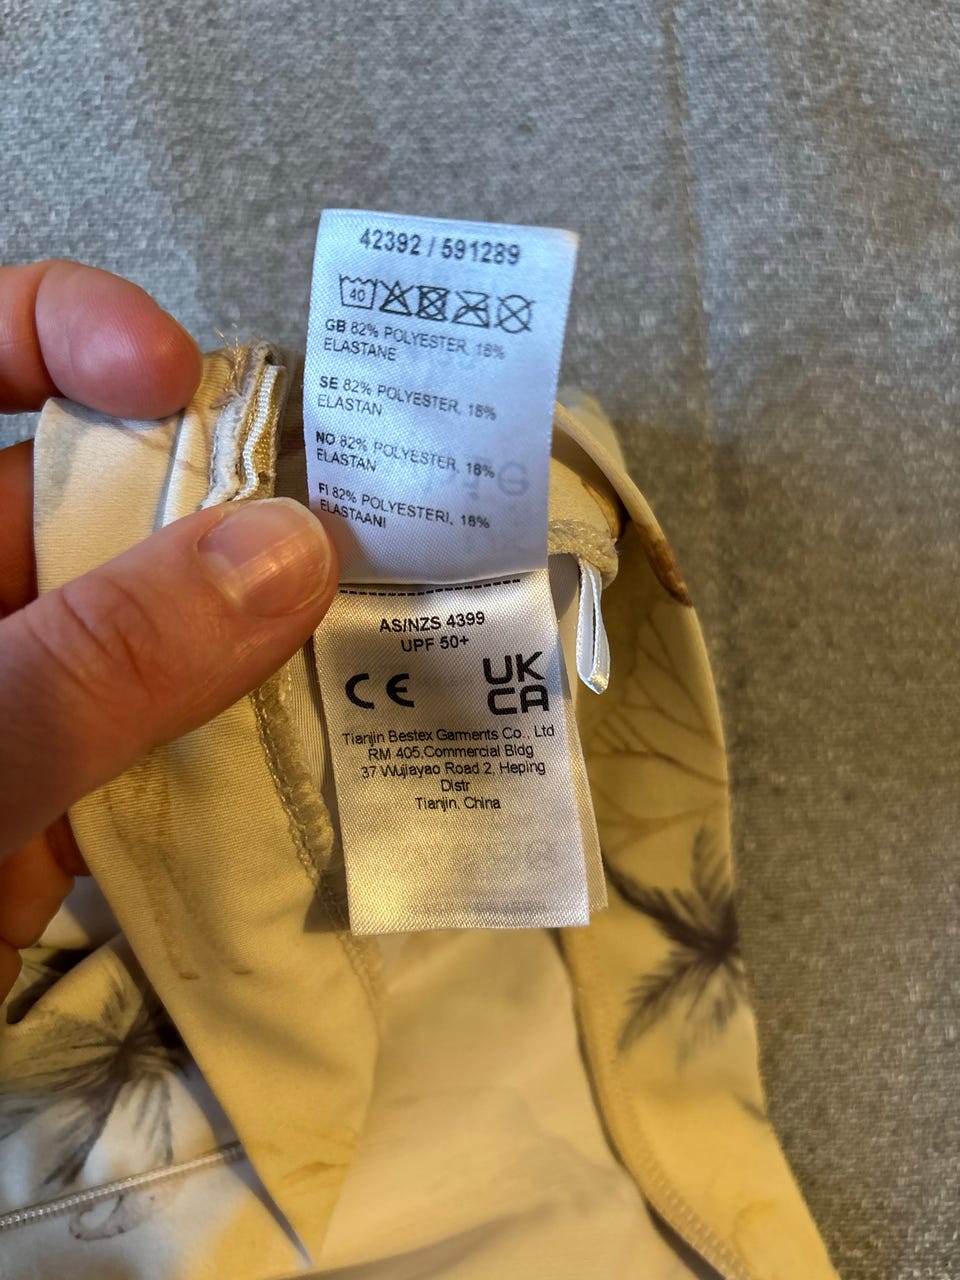 42392 / 591289
40
GB 82% POLYESTER, 18%
ELASTANE
SE 82% POLYESTER, 18%
ELASTAN
NO 82% POLYESTER, 18%
ELASTAN
FI 82% POLYESTERI, 18%
ELASTAANI
AS/NZS 4399
UPF 50+
CE
UK
CA
Tianjin Bestex Garments Co., Ltd
RM 405,Commercial Bldg
37 Wujiayao Road 2, Heping
Distr
Tianjin, China